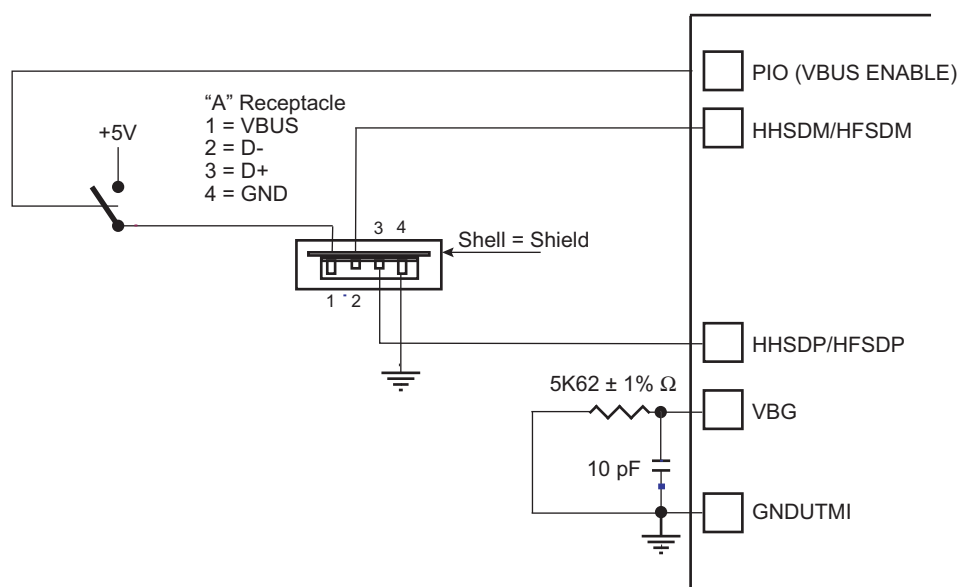 PIO (VBUS ENABLE)
"A" Receptacle
1 = VBUS
2 = D-
3 = D+
4 = GND
+5V
HHSDM/HFSDM
3 4
Shell = Shield
1 2
HHSDP/HFSDP
5K62 ± 1% Ω
VBG
10 pF
GNDUTMI